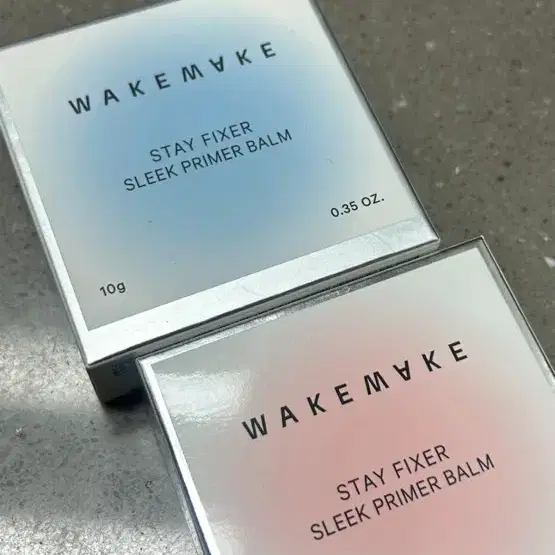 WAKEMAKE
STAY FIXER
SLEEK PRIMER BALM
0.35 OZ.
10g
WAKEMAKE
STAY FIXER
SLEEK PRIMER BALM